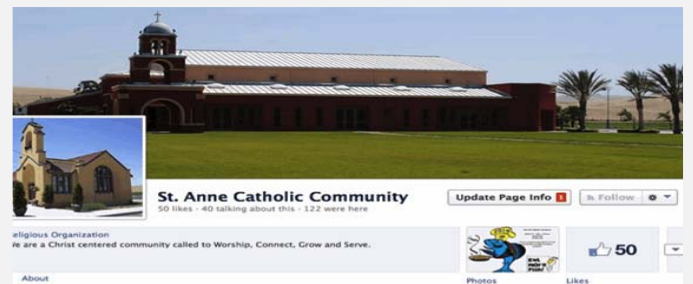 St. Anne Catholic Community
50 likes · 40 talking about this · 122 were here
Update Page Info 1
Follow
eligious Organization
We are a Christ centered community called to Worship, Connect, Grow and Serve.
50
About
Photos
Likes